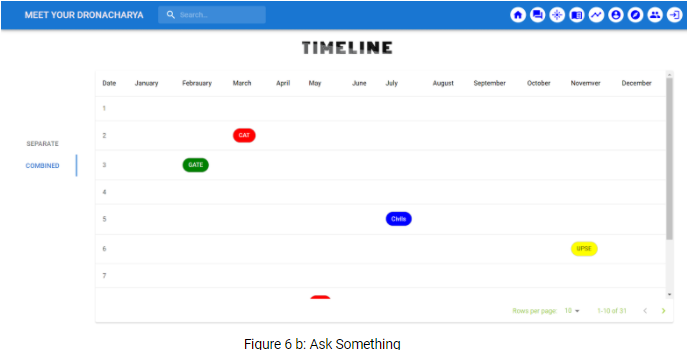 MEET YOUR DRONACHARYA Search...
TIMELINE
Date January Febrauary March April May June July August September October Novemver December
1
2 CAT
SEPARATE
COMBINED
3 GATE
4
5 Civils
6 UPSE
7
Rows per page: 10 1-10 of 31
Figure 6 b: Ask Something